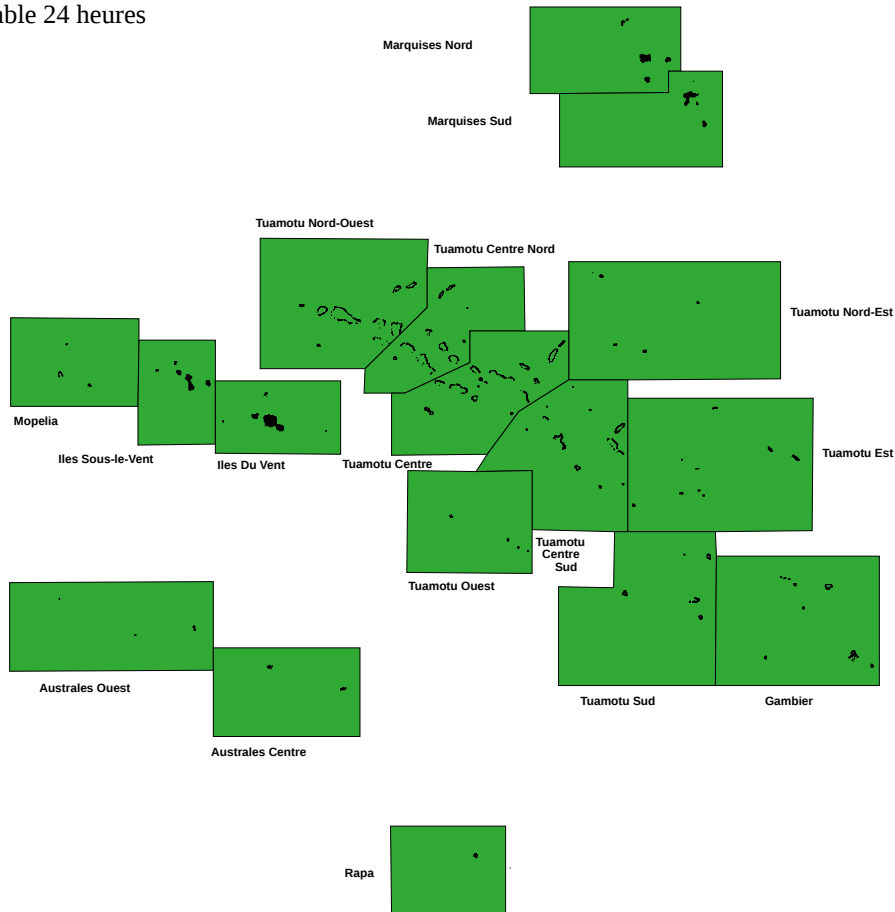 24 heures
Marquises Nord
Marquises Sud
Tuamotu Nord-Ouest
Tuamotu Centre Nord
Tuamotu Nord-Est
Mopelia
Iles Sous-le-Vent
Iles Du Vent
Tuamotu Centre
Tuamotu Est
Tuamotu
Centre
Sud
Tuamotu Ouest
Australes Ouest
Tuamotu Sud
Gambier
Australes Centre
Rapa